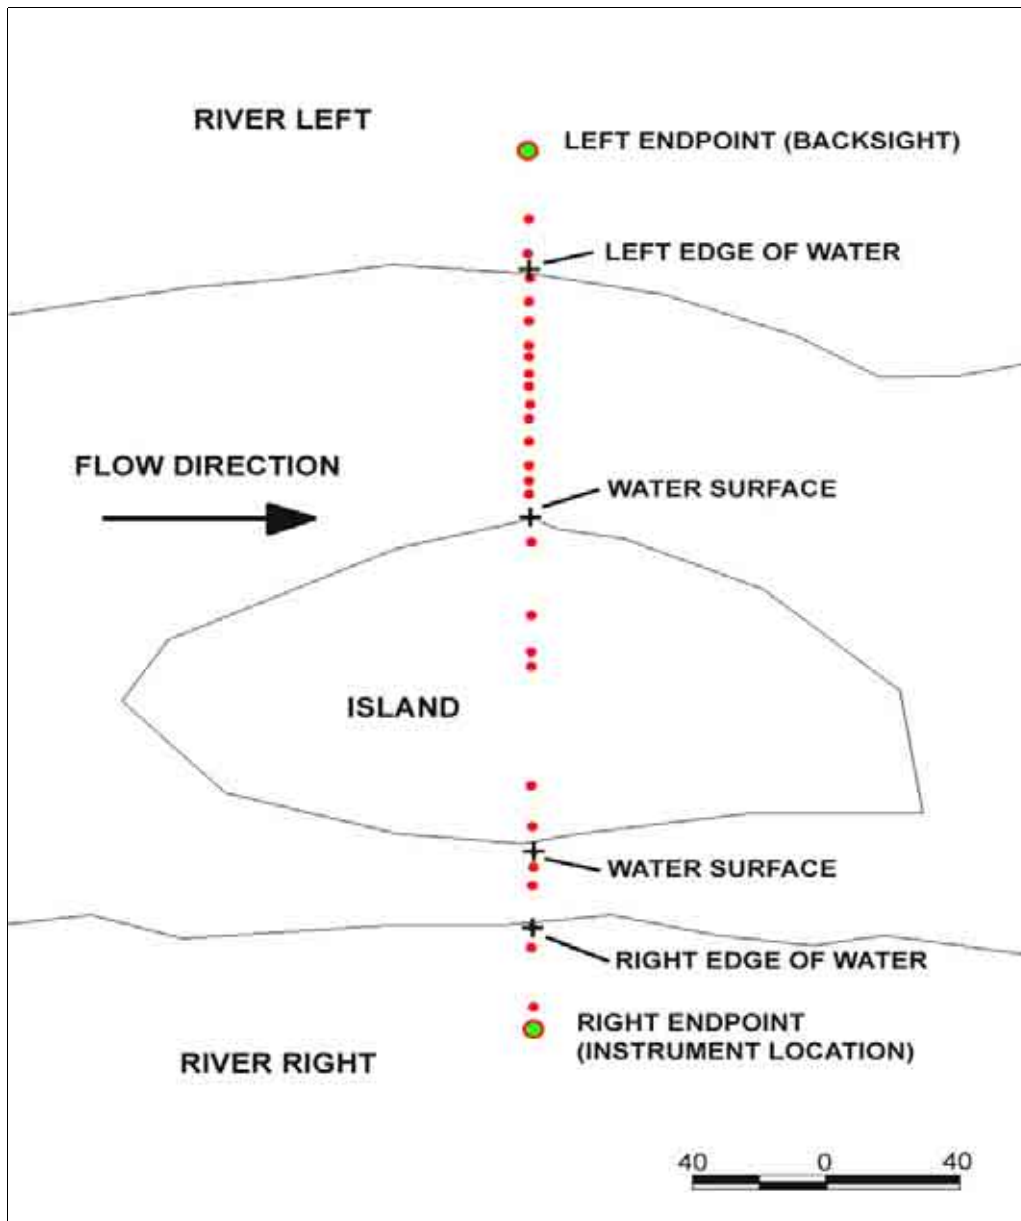 RIVER LEFT
LEFT ENDPOINT (BACKSIGHT)
LEFT EDGE OF WATER
FLOW DIRECTION
WATER SURFACE
ISLAND
WATER SURFACE
RIGHT EDGE OF WATER
RIGHT ENDPOINT
(INSTRUMENT LOCATION)
RIVER RIGHT
40 0 40